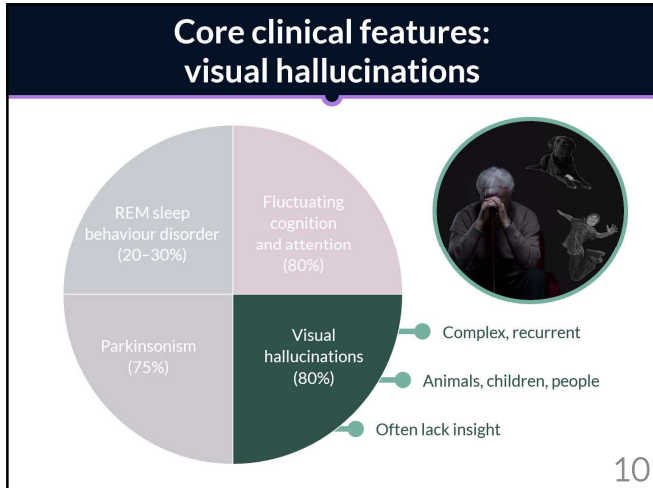 Core clinical features:
visual hallucinations
REM sleep
behaviour disorder
(20–30%)
Fluctuating
cognition
and attention
(80%)
Parkinsonism
(75%)
Visual
hallucinations
(80%)
Complex, recurrent
Animals, children, people
Often lack insight
10